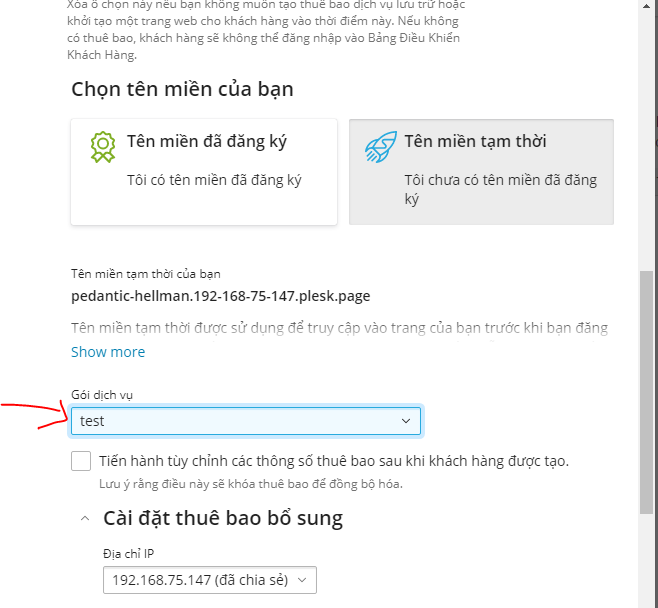 Xóa ô chọn này nếu bạn không muốn tạo thuê bao dịch vụ lưu trữ hoặc
khởi tạo một trang web cho khách hàng vào thời điểm này. Nếu không
có thuê bao, khách hàng sẽ không thể đăng nhập vào Bảng Điều Khiển
Khách Hàng.
Chọn tên miền của bạn
Tên miền đã đăng ký
Tôi có tên miền đã đăng ký
Tên miền tạm thời
Tôi chưa có tên miền đã đăng
ký
Tên miền tạm thời của bạn
pedantic-hellman.192-168-75-147.plesk.page
Tên miền tạm thời được sử dụng để truy cập vào trang của bạn trước khi bạn đăng
Show more
Gói dịch vụ
test
Tiến hành tùy chỉnh các thông số thuê bao sau khi khách hàng được tạo.
Lưu ý rằng điều này sẽ khóa thuê bao để đồng bộ hóa.
Cài đặt thuê bao bổ sung
Địa chỉ IP
192.168.75.147 (đã chia sẻ)